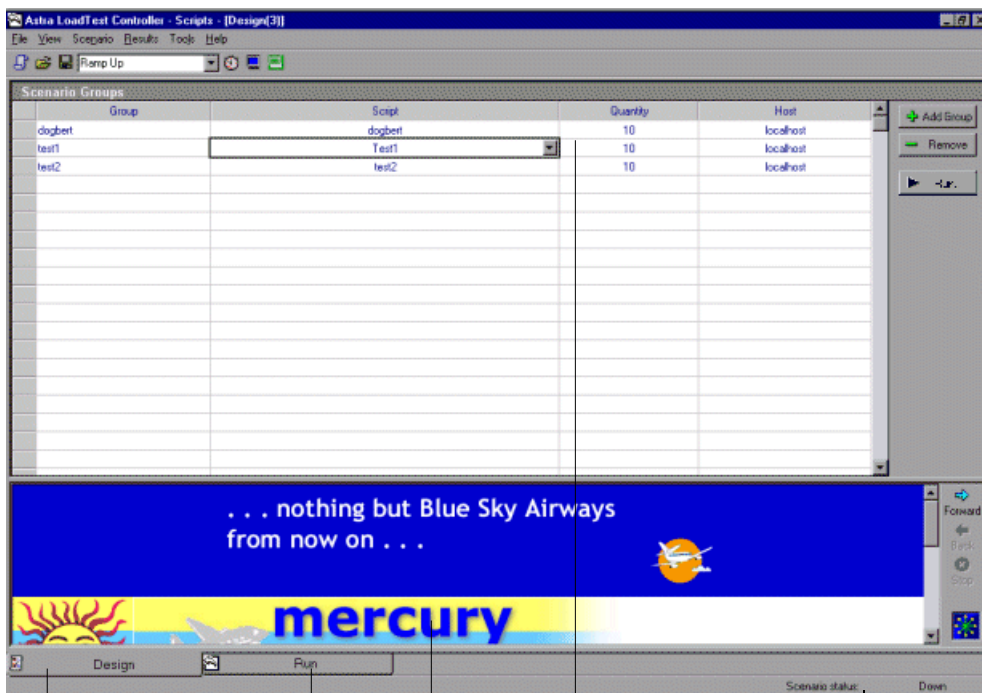 Astra LoadTest Controller - Scripts - [Design(3)]
File View Scenario Results Tools Help
Ramp Up
Scenario Groups
Group Script Quantity Host
dogbert dogbert 10 localhost
test1 Test1 10 localhost
test2 test2 10 localhost
Add Group
Remove
. . . nothing but Blue Sky Airways
from now on . . .
mercury
Forward
Back
Stop
Design Run
Scenario status: Down